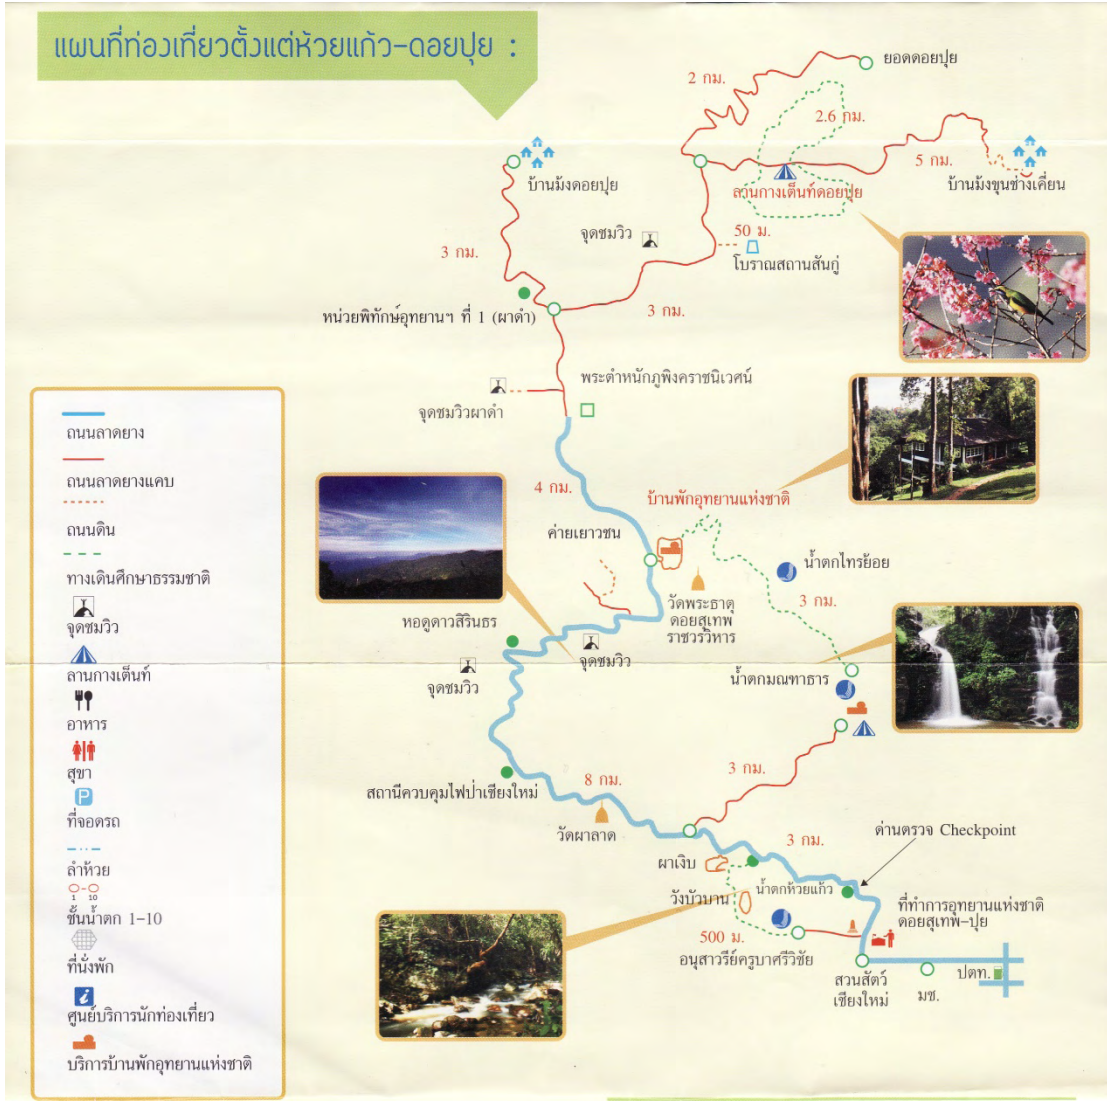 แผนที่ท่องเที่ยวตั้งแต่ห้วยแก้ว-ดอยปุย :
ยอดดอยปุย
2 กม.
2.6 กม.
5 กม.
บ้านม้งดอยปุย
ลานกางเต็นท์ดอยปุย
บ้านม้งขุนช่างเคี่ยน
จุดชมวิว
50 ม.
3 กม.
โบราณสถานสันกู่
3 กม.
หน่วยพิทักษ์อุทยานฯ ที่ 1 (ผาดำ)
พระตำหนักภูพิงคราชนิเวศน์
จุดชมวิวผาดำ
4 กม.
บ้านพักอุทยานแห่งชาติ
ค่ายเยาวชน
น้ำตกไทรย้อย
วัดพระธาตุ
ดอยสุเทพ
ราชวรวิหาร
3 กม.
หอดูดาวสิรินธร
จุดชมวิว
จุดชมวิว
น้ำตกมณฑาธาร
3 กม.
8 กม.
สถานีควบคุมไฟป่าเชียงใหม่
วัดผาลาด
3 กม.
ด่านตรวจ Checkpoint
ผาเงิบ
น้ำตกห้วยแก้ว
วังบัวบาน
ที่ทำการอุทยานแห่งชาติ
ดอยสุเทพ-ปุย
500 ม.
อนุสาวรีย์ครูบาศรีวิชัย
สวนสัตว์
เชียงใหม่
มช.
ปตท.
ถนนลาดยาง
ถนนลาดยางแคบ
ถนนดิน
ทางเดินศึกษาธรรมชาติ
จุดชมวิว
ลานกางเต็นท์
อาหาร
สุขา
P
ที่จอดรถ
ลำห้วย
1 10
ชั้นน้ำตก 1-10
ที่นั่งพัก
i
ศูนย์บริการนักท่องเที่ยว
บริการบ้านพักอุทยานแห่งชาติ